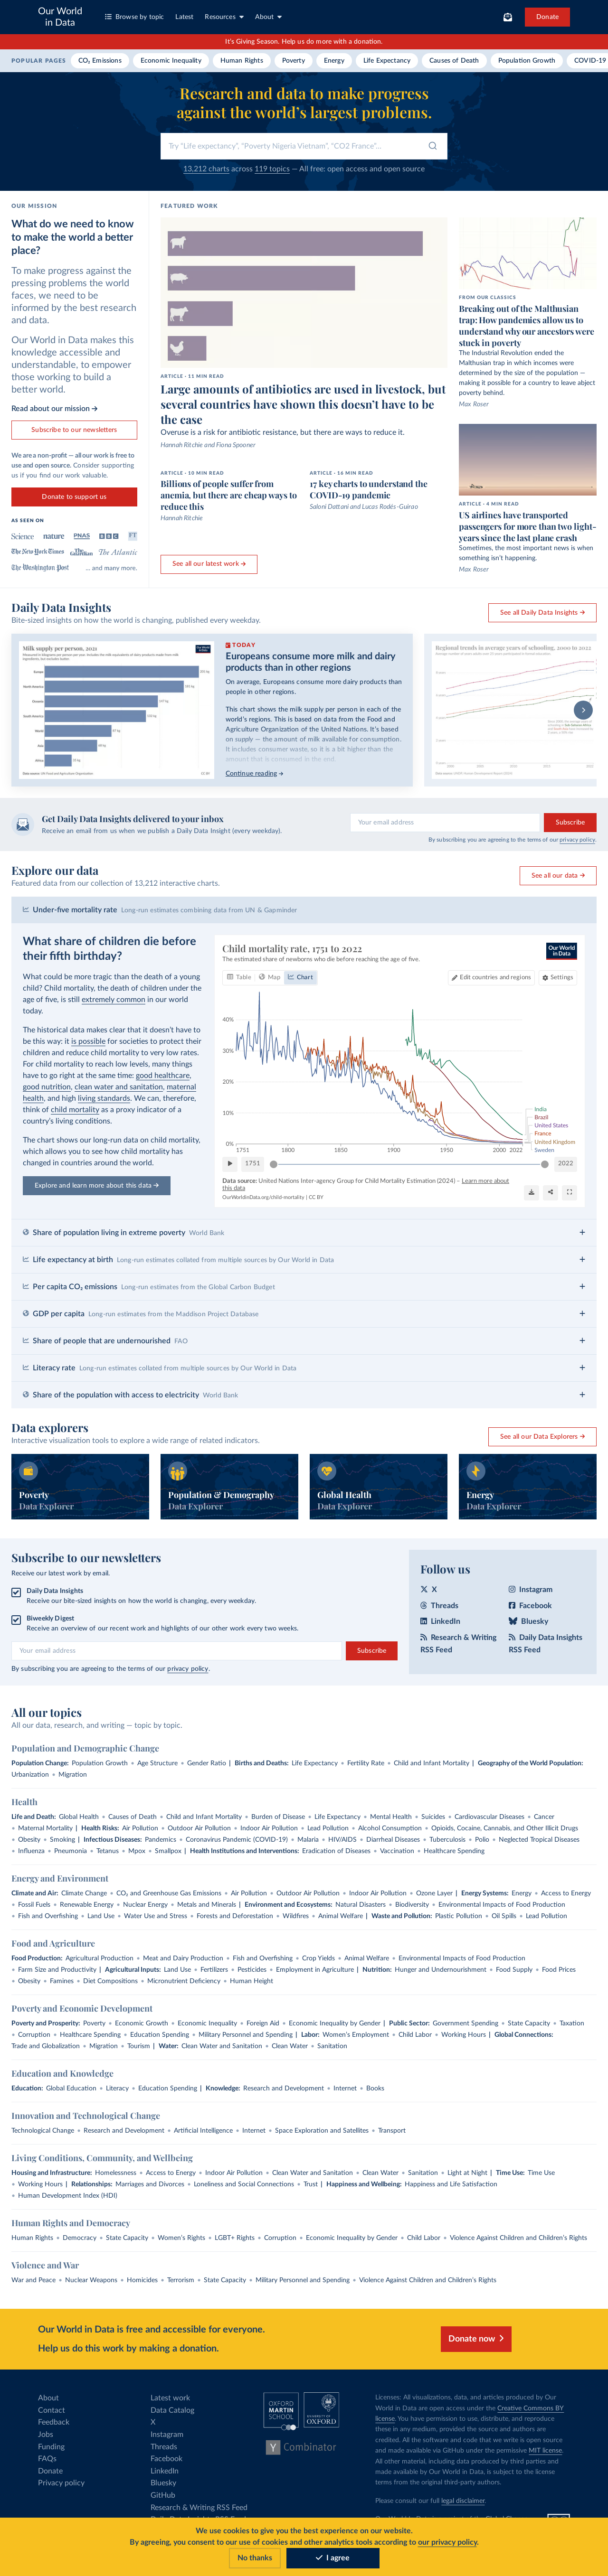 Our World
in Data
Browse by topic
Latest
Resources
About
Donate
It's Giving Season. Help us do more with a donation.
POPULAR PAGES
CO₂ Emissions
Economic Inequality
Human Rights
Poverty
Energy
Life Expectancy
Causes of Death
Population Growth
COVID-19
Research and data to make progress
against the world’s largest problems.
Try "Life expectancy", "Poverty Nigeria Vietnam", "CO2 France"...
13,212 charts across 119 topics — All free: open access and open source
OUR MISSION
What do we need to know
to make the world a better
place?
To make progress against the
pressing problems the world
faces, we need to be
informed by the best research
and data.
Our World in Data makes this
knowledge accessible and
understandable, to empower
those working to build a
better world.
Read about our mission →
Subscribe to our newsletters
We are a non-profit — all our work is free to
use and open source. Consider supporting
us if you find our work valuable.
Donate to support us
AS SEEN ON
Science
nature
PNAS
BBC
FT
The New York Times
The Guardian
The Atlantic
The Washington Post
... and many more.
FEATURED WORK
ARTICLE - 11 MIN READ
Large amounts of antibiotics are used in livestock, but
several countries have shown this doesn’t have to be
the case
Overuse is a risk for antibiotic resistance, but there are ways to reduce it.
Hannah Ritchie and Fiona Spooner
ARTICLE - 10 MIN READ
Billions of people suffer from
anemia, but there are cheap ways to
reduce this
Hannah Ritchie
ARTICLE - 16 MIN READ
17 key charts to understand the
COVID-19 pandemic
Saloni Dattani and Lucas Rodés-Guirao
See all our latest work →
FROM OUR CLASSICS
Breaking out of the Malthusian
trap: How pandemics allow us to
understand why our ancestors were
stuck in poverty
The Industrial Revolution ended the
Malthusian trap in which incomes were
determined by the size of the population —
making it possible for a country to leave abject
poverty behind.
Max Roser
ARTICLE - 4 MIN READ
US airlines have transported
passengers for more than two light-
years since the last plane crash
Sometimes, the most important news is when
something isn’t happening.
Max Roser
Daily Data Insights
Bite-sized insights on how the world is changing, published every weekday.
See all Daily Data Insights →
Milk supply per person, 2021
TODAY
Europeans consume more milk and dairy
products than in other regions
On average, Europeans consume more dairy products than
people in other regions.
This chart shows the milk supply per person in each of the
world’s regions. This is based on data from the Food and
Agriculture Organization of the United Nations. It’s based
on supply — the amount of milk available for consumption.
It includes consumer waste, so it is a bit higher than the
amount that is consumed in the end.
Continue reading →
Regional trends in average years of schooling, 2000 to 2022
Get Daily Data Insights delivered to your inbox
Receive an email from us when we publish a Daily Data Insight (every weekday).
Your email address
Subscribe
By subscribing you are agreeing to the terms of our privacy policy.
Explore our data
Featured data from our collection of 13,212 interactive charts.
See all our data →
Under-five mortality rate Long-run estimates combining data from UN & Gapminder
What share of children die before
their fifth birthday?
What could be more tragic than the death of a young
child? Child mortality, the death of children under the
age of five, is still extremely common in our world
today.
The historical data makes clear that it doesn’t have to
be this way: it is possible for societies to protect their
children and reduce child mortality to very low rates.
For child mortality to reach low levels, many things
have to go right at the same time: good healthcare,
good nutrition, clean water and sanitation, maternal
health, and high living standards. We can, therefore,
think of child mortality as a proxy indicator of a
country’s living conditions.
The chart shows our long-run data on child mortality,
which allows you to see how child mortality has
changed in countries around the world.
Explore and learn more about this data →
Child mortality rate, 1751 to 2022
The estimated share of newborns who die before reaching the age of five.
Our World
in Data
Table
Map
Chart
Edit countries and regions
Settings
40%
30%
20%
10%
0%
1751
1800
1850
1900
1950
2000
2022
India
Brazil
United States
France
United Kingdom
Sweden
1751
2022
Data source: United Nations Inter-agency Group for Child Mortality Estimation (2024) – Learn more about
this data
OurWorldInData.org/child-mortality | CC BY
Share of population living in extreme poverty World Bank
Life expectancy at birth Long-run estimates collated from multiple sources by Our World in Data
Per capita CO₂ emissions Long-run estimates from the Global Carbon Budget
GDP per capita Long-run estimates from the Maddison Project Database
Share of people that are undernourished FAO
Literacy rate Long-run estimates collated from multiple sources by Our World in Data
Share of the population with access to electricity World Bank
Data explorers
Interactive visualization tools to explore a wide range of related indicators.
See all our Data Explorers →
Poverty
Data Explorer
Population & Demography
Data Explorer
Global Health
Data Explorer
Energy
Data Explorer
Subscribe to our newsletters
Receive our latest work by email.
Daily Data Insights
Receive our bite-sized insights on how the world is changing, every weekday.
Biweekly Digest
Receive an overview of our recent work and highlights of our other work every two weeks.
Your email address
Subscribe
By subscribing you are agreeing to the terms of our privacy policy.
Follow us
X
Instagram
Threads
Facebook
LinkedIn
Bluesky
Research & Writing
RSS Feed
Daily Data Insights
RSS Feed
All our topics
All our data, research, and writing — topic by topic.
Population and Demographic Change
Population Change: Population Growth • Age Structure • Gender Ratio | Births and Deaths: Life Expectancy • Fertility Rate • Child and Infant Mortality | Geography of the World Population:
Urbanization • Migration
Health
Life and Death: Global Health • Causes of Death • Child and Infant Mortality • Burden of Disease • Life Expectancy • Mental Health • Suicides • Cardiovascular Diseases • Cancer
• Maternal Mortality | Health Risks: Air Pollution • Outdoor Air Pollution • Indoor Air Pollution • Lead Pollution • Alcohol Consumption • Opioids, Cocaine, Cannabis, and Other Illicit Drugs
• Obesity • Smoking | Infectious Diseases: Pandemics • Coronavirus Pandemic (COVID-19) • Malaria • HIV/AIDS • Diarrheal Diseases • Tuberculosis • Polio • Neglected Tropical Diseases
• Influenza • Pneumonia • Tetanus • Mpox • Smallpox | Health Institutions and Interventions: Eradication of Diseases • Vaccination • Healthcare Spending
Energy and Environment
Climate and Air: Climate Change • CO₂ and Greenhouse Gas Emissions • Air Pollution • Outdoor Air Pollution • Indoor Air Pollution • Ozone Layer | Energy Systems: Energy • Access to Energy
• Fossil Fuels • Renewable Energy • Nuclear Energy • Metals and Minerals | Environment and Ecosystems: Natural Disasters • Biodiversity • Environmental Impacts of Food Production
• Fish and Overfishing • Land Use • Water Use and Stress • Forests and Deforestation • Wildfires • Animal Welfare | Waste and Pollution: Plastic Pollution • Oil Spills • Lead Pollution
Food and Agriculture
Food Production: Agricultural Production • Meat and Dairy Production • Fish and Overfishing • Crop Yields • Animal Welfare • Environmental Impacts of Food Production
• Farm Size and Productivity | Agricultural Inputs: Land Use • Fertilizers • Pesticides • Employment in Agriculture | Nutrition: Hunger and Undernourishment • Food Supply • Food Prices
• Obesity • Famines • Diet Compositions • Micronutrient Deficiency • Human Height
Poverty and Economic Development
Poverty and Prosperity: Poverty • Economic Growth • Economic Inequality • Foreign Aid • Economic Inequality by Gender | Public Sector: Government Spending • State Capacity • Taxation
• Corruption • Healthcare Spending • Education Spending • Military Personnel and Spending | Labor: Women’s Employment • Child Labor • Working Hours | Global Connections:
Trade and Globalization • Migration • Tourism | Water: Clean Water and Sanitation • Clean Water • Sanitation
Education and Knowledge
Education: Global Education • Literacy • Education Spending | Knowledge: Research and Development • Internet • Books
Innovation and Technological Change
Technological Change • Research and Development • Artificial Intelligence • Internet • Space Exploration and Satellites • Transport
Living Conditions, Community, and Wellbeing
Housing and Infrastructure: Homelessness • Access to Energy • Indoor Air Pollution • Clean Water and Sanitation • Clean Water • Sanitation • Light at Night | Time Use: Time Use
• Working Hours | Relationships: Marriages and Divorces • Loneliness and Social Connections • Trust | Happiness and Wellbeing: Happiness and Life Satisfaction
• Human Development Index (HDI)
Human Rights and Democracy
Human Rights • Democracy • State Capacity • Women’s Rights • LGBT+ Rights • Corruption • Economic Inequality by Gender • Child Labor • Violence Against Children and Children’s Rights
Violence and War
War and Peace • Nuclear Weapons • Homicides • Terrorism • State Capacity • Military Personnel and Spending • Violence Against Children and Children’s Rights
Our World in Data is free and accessible for everyone.
Help us do this work by making a donation.
Donate now
About
Contact
Feedback
Jobs
Funding
FAQs
Donate
Privacy policy
Latest work
Data Catalog
X
Instagram
Threads
Facebook
LinkedIn
Bluesky
GitHub
Research & Writing RSS Feed
OXFORD
MARTIN
SCHOOL
UNIVERSITY OF
OXFORD
Y Combinator
Licenses: All visualizations, data, and articles produced by Our
World in Data are open access under the Creative Commons BY
license. You have permission to use, distribute, and reproduce
these in any medium, provided the source and authors are
credited. All the software and code that we write is open source
and made available via GitHub under the permissive MIT license.
All other material, including data produced by third parties and
made available by Our World in Data, is subject to the license
terms from the original third-party authors.
Please consult our full legal disclaimer.
We use cookies to give you the best experience on our website.
By agreeing, you consent to our use of cookies and other analytics tools according to our privacy policy.
No thanks
I agree